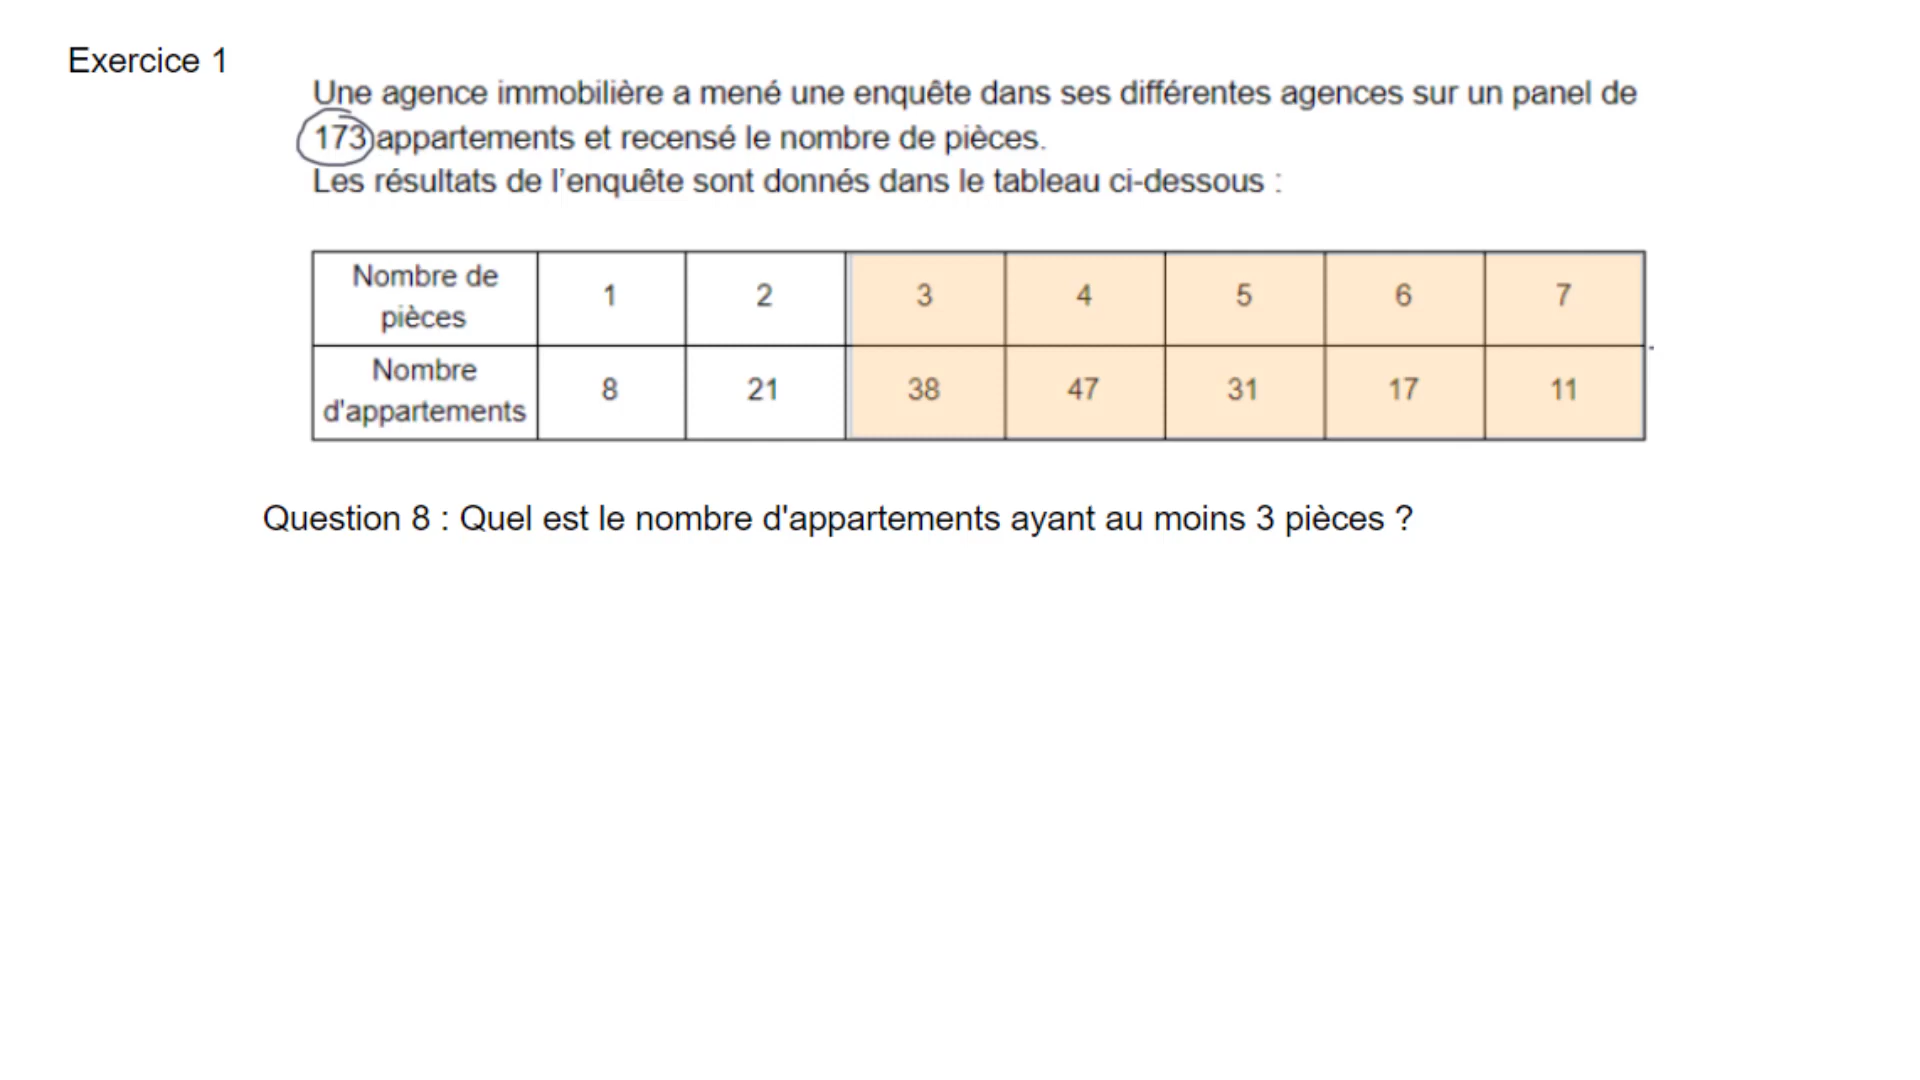 Exercice 1
Une agence immobilière a mené une enquête dans ses différentes agences sur un panel de
173 appartements et recensé le nombre de pièces.
Les résultats de l'enquête sont donnés dans le tableau ci-dessous :
Nombre de pièces 1 2 3 4 5 6 7
Nombre d'appartements 8 21 38 47 31 17 11
Question 8 : Quel est le nombre d'appartements ayant au moins 3 pièces ?